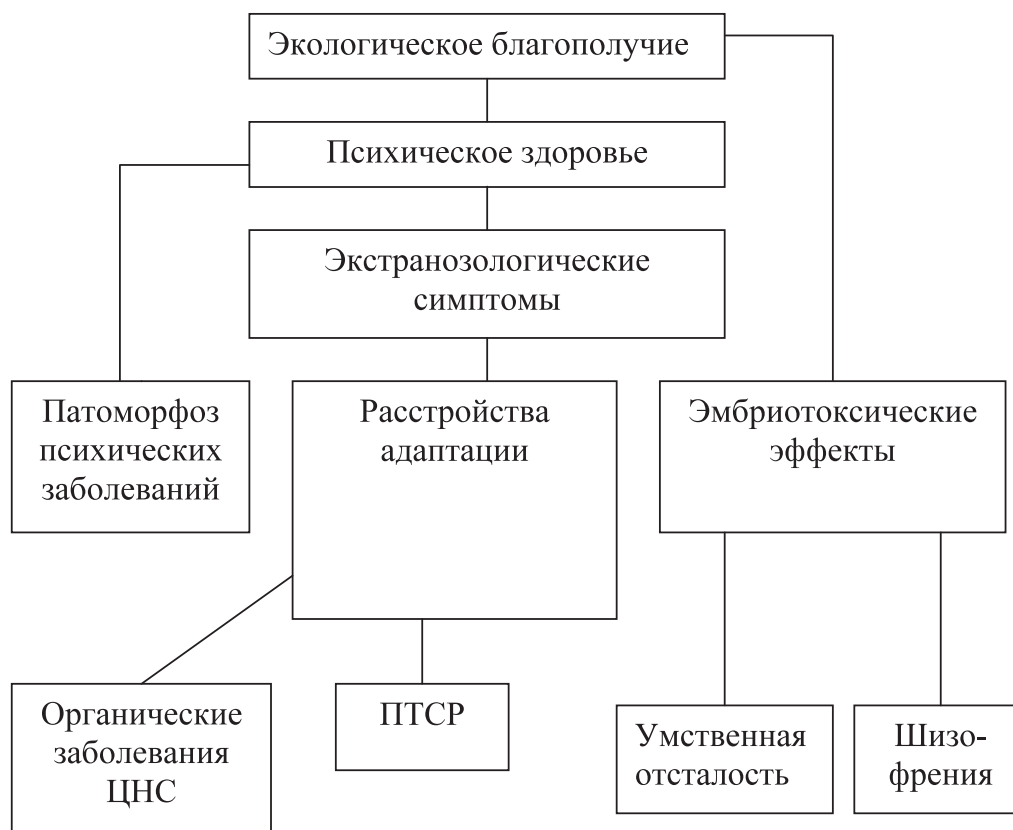 Экологическое благополучие
Психическое здоровье
Экстранозологические
симптомы
Патоморфоз
психических
заболеваний
Расстройства
адаптации
Эмбриотоксические
эффекты
Органические
заболевания
ЦНС
ПТСР
Умственная
отсталость
Шизо-
френия